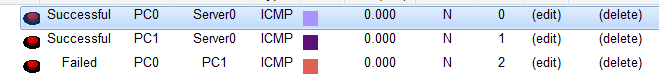 Successful PC0 Server0 ICMP 0.000 N 0 (edit) (delete)
Successful PC1 Server0 ICMP 0.000 N 1 (edit) (delete)
Failed PC0 PC1 ICMP 0.000 N 2 (edit) (delete)